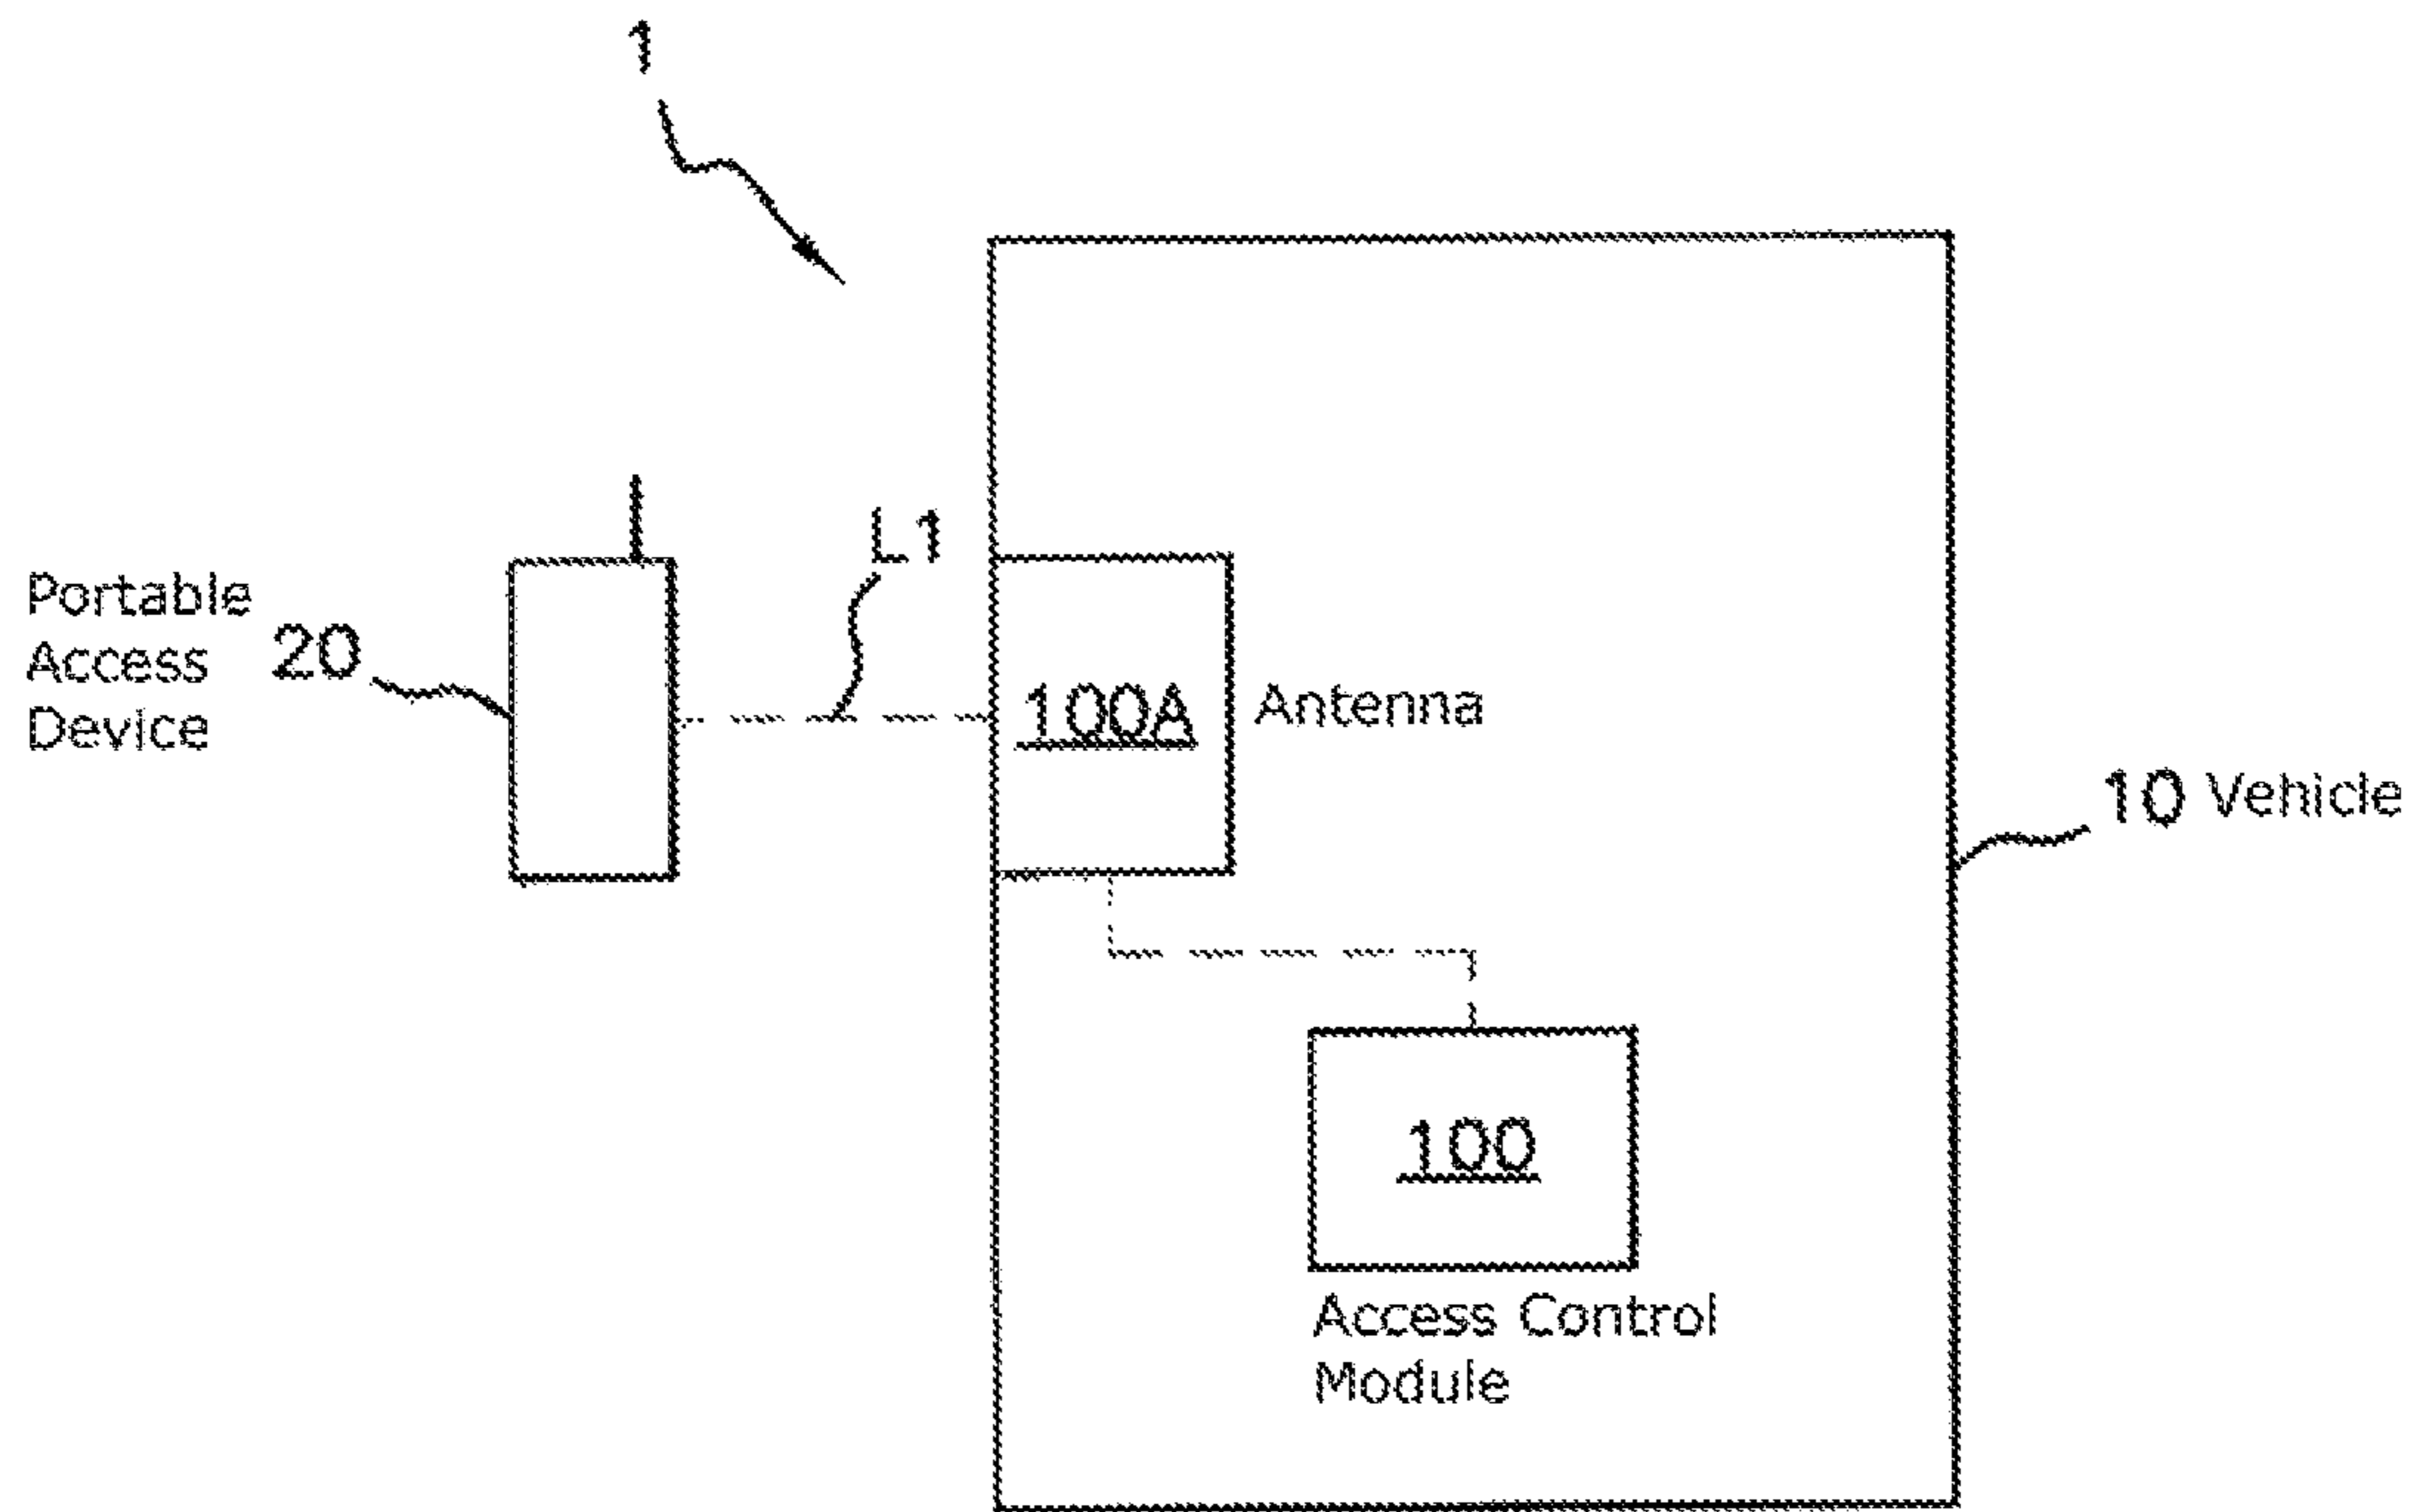 1
L1
Portable
Access 20
Device
100A Antenna
10 Vehicle
100
Access Control
Module